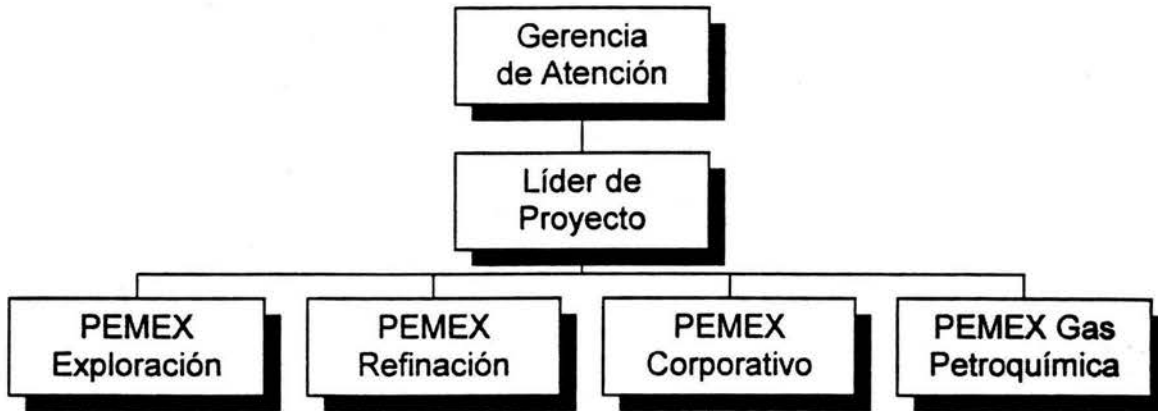 Gerencia
de Atención
Líder de
Proyecto
PEMEX
Exploración
PEMEX
Refinación
PEMEX
Corporativo
PEMEX Gas
Petroquímica